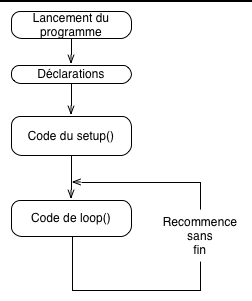 Lancement du
programme
Déclarations
Code du setup()
Code de loop()
Recommence
sans
fin